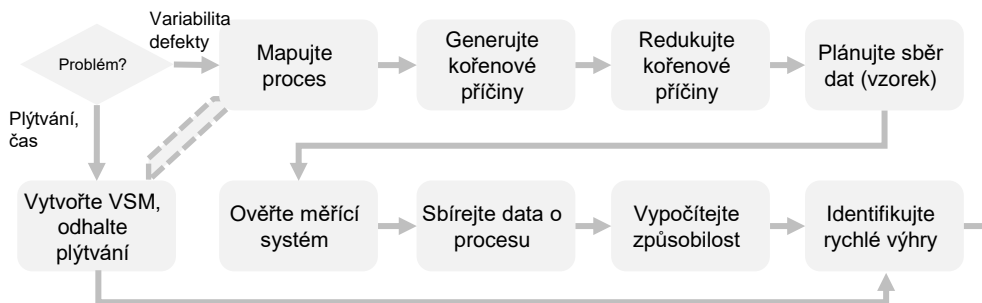 Problém?
Variabilita
defekty
Mapujte
proces
Generujte
kořenové
příčiny
Redukujte
kořenové
příčiny
Plánujte sběr
dat (vzorek)
Plýtvání,
čas
Vytvořte VSM,
odhalte
plýtvání
Ověřte měřící
systém
Sbírejte data o
procesu
Vypočítejte
způsobilost
Identifikujte
rychlé výhry